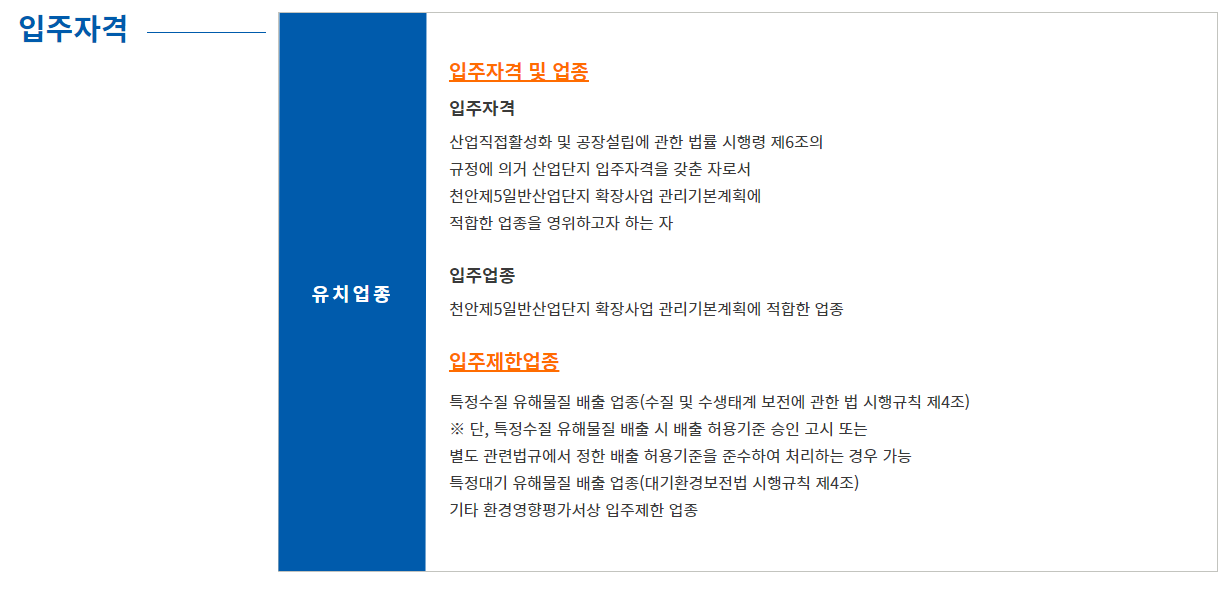 입주자격
유치업종
입주자격 및 업종
입주자격
산업직접활성화 및 공장설립에 관한 법률 시행령 제6조의
규정에 의거 산업단지 입주자격을 갖춘 자로서
천안제5일반산업단지 확장사업 관리기본계획에
적합한 업종을 영위하고자 하는 자
입주업종
천안제5일반산업단지 확장사업 관리기본계획에 적합한 업종
입주제한업종
특정수질 유해물질 배출 업종(수질 및 수생태계 보전에 관한 법 시행규칙 제4조)
※ 단, 특정수질 유해물질 배출 시 배출 허용기준 승인 고시 또는
별도 관련법규에서 정한 배출 허용기준을 준수하여 처리하는 경우 가능
특정대기 유해물질 배출 업종(대기환경보전법 시행규칙 제4조)
기타 환경영향평가서상 입주제한 업종